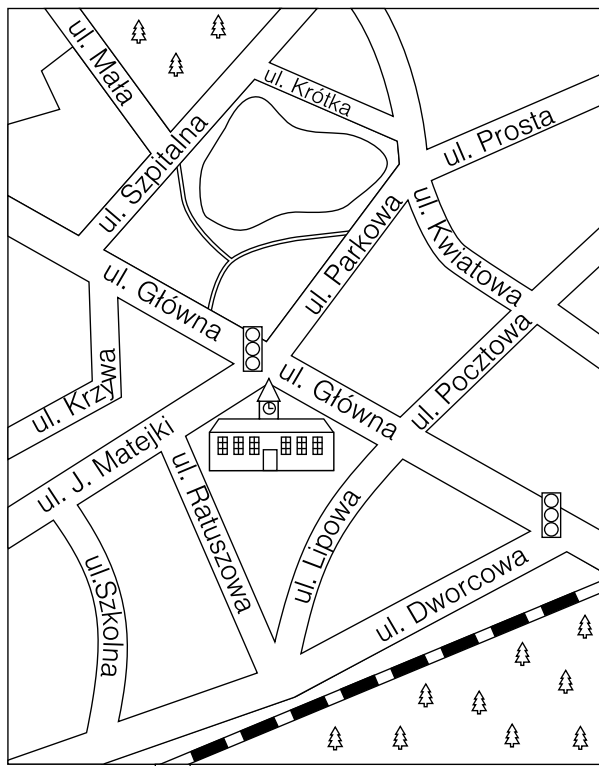 ul. Mała
ul. Krótka
ul. Szpitalna
ul. Prosta
ul. Parkowa
ul. Kwiatowa
ul. Główna
ul. Pocztowa
ul. Krzywa
ul. Główna
ul. J. Matejki
ul. Ratuszowa
ul. Lipowa
ul.Szkolna
ul. Dworcowa